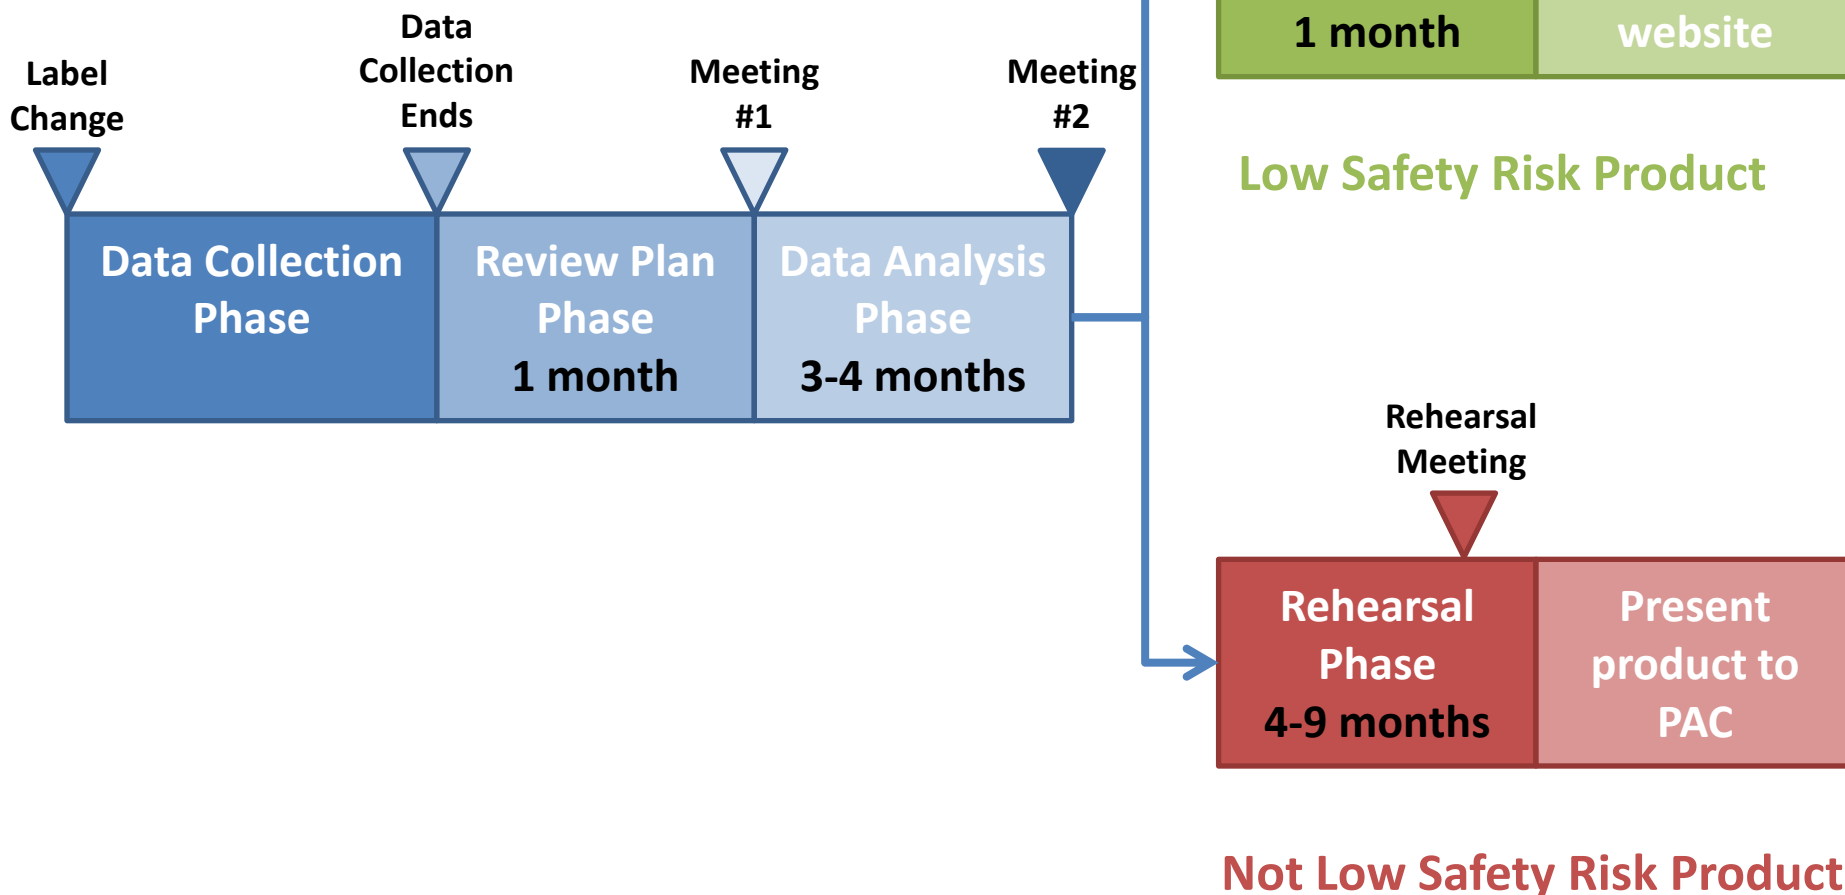 Label
Change
Data
Collection
Ends
Meeting
#1
Meeting
#2
Data Collection
Phase
Review Plan
Phase
1 month
Data Analysis
Phase
3-4 months
1 month
website
Low Safety Risk Product
Rehearsal
Meeting
Rehearsal
Phase
4-9 months
Present
product to
PAC
Not Low Safety Risk Product